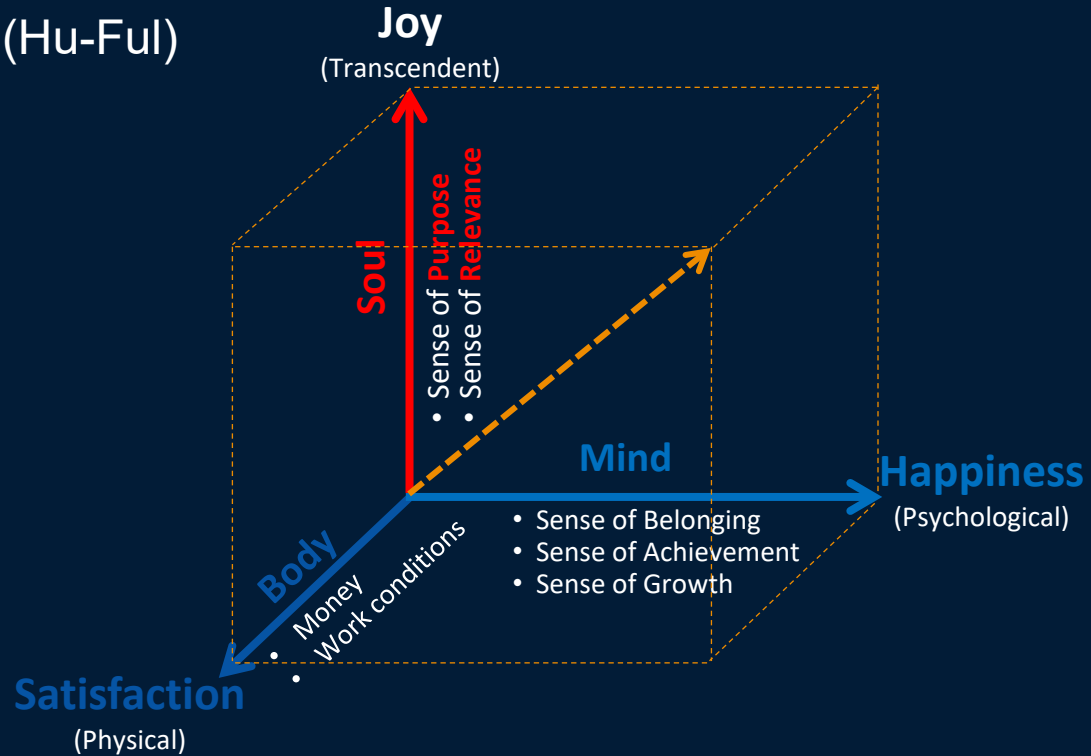 (Hu-Ful)
Joy
(Transcendent)
Soul
• Sense of Purpose
• Sense of Relevance
Mind
Happiness
(Psychological)
• Sense of Belonging
• Sense of Achievement
• Sense of Growth
Body
• Money
• Work conditions
Satisfaction
(Physical)